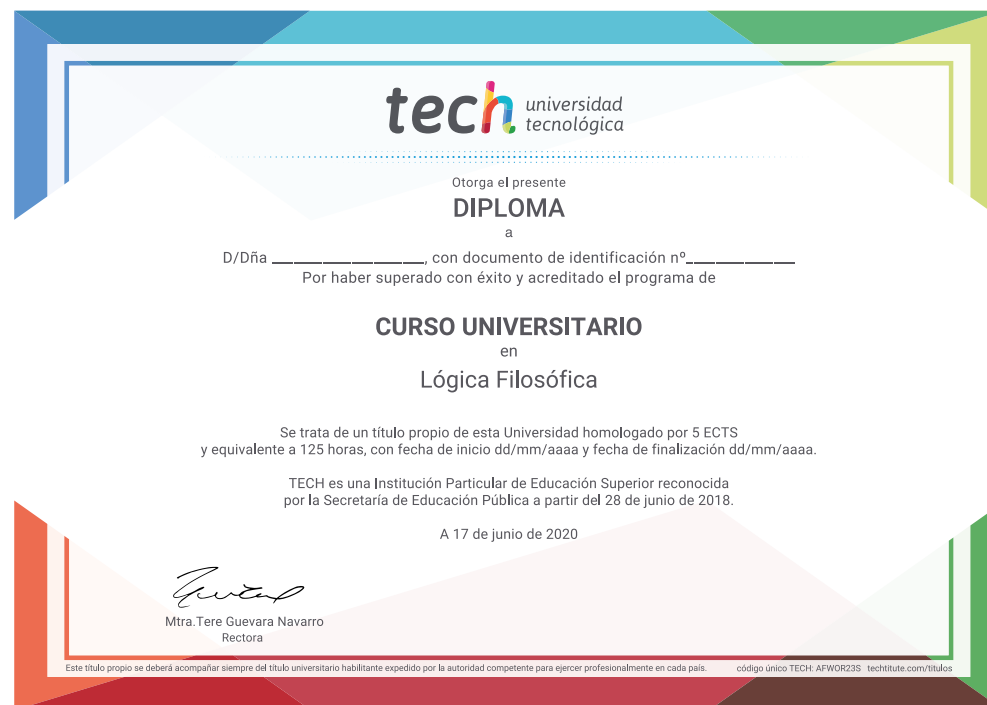 tech universidad
tecnológica
Otorga el presente
DIPLOMA
a
D/Dña ______________, con documento de identificación nº__________
Por haber superado con éxito y acreditado el programa de
CURSO UNIVERSITARIO
en
Lógica Filosófica
Se trata de un título propio de esta Universidad homologado por 5 ECTS
y equivalente a 125 horas, con fecha de inicio dd/mm/aaaa y fecha de finalización dd/mm/aaaa.
TECH es una Institución Particular de Educación Superior reconocida
por la Secretaría de Educación Pública a partir del 28 de junio de 2018.
A 17 de junio de 2020
Mtra.Tere Guevara Navarro
Rectora
Este título propio se deberá acompañar siempre del título universitario habilitante expedido por la autoridad competente para ejercer profesionalmente en cada país. código único TECH: AFWOR23S techtitute.com/titulos